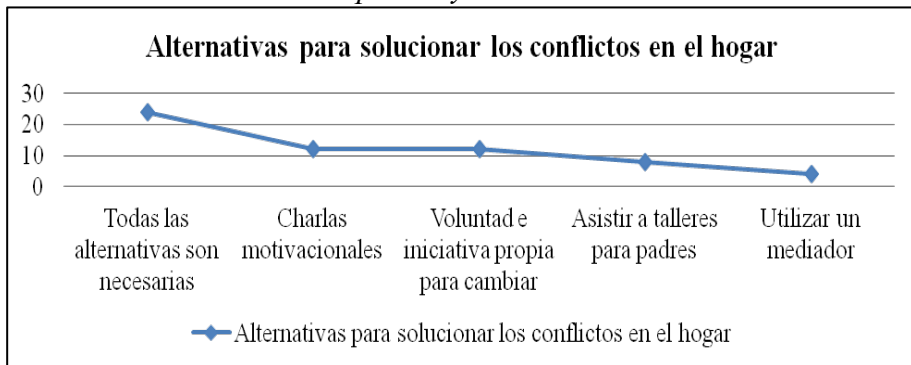 Alternativas para solucionar los conflictos en el hogar
30
20
10
0
Todas las alternativas son necesarias
Charlas motivacionales
Voluntad e iniciativa propia para cambiar
Asistir a talleres para padres
Utilizar un mediador
Alternativas para solucionar los conflictos en el hogar